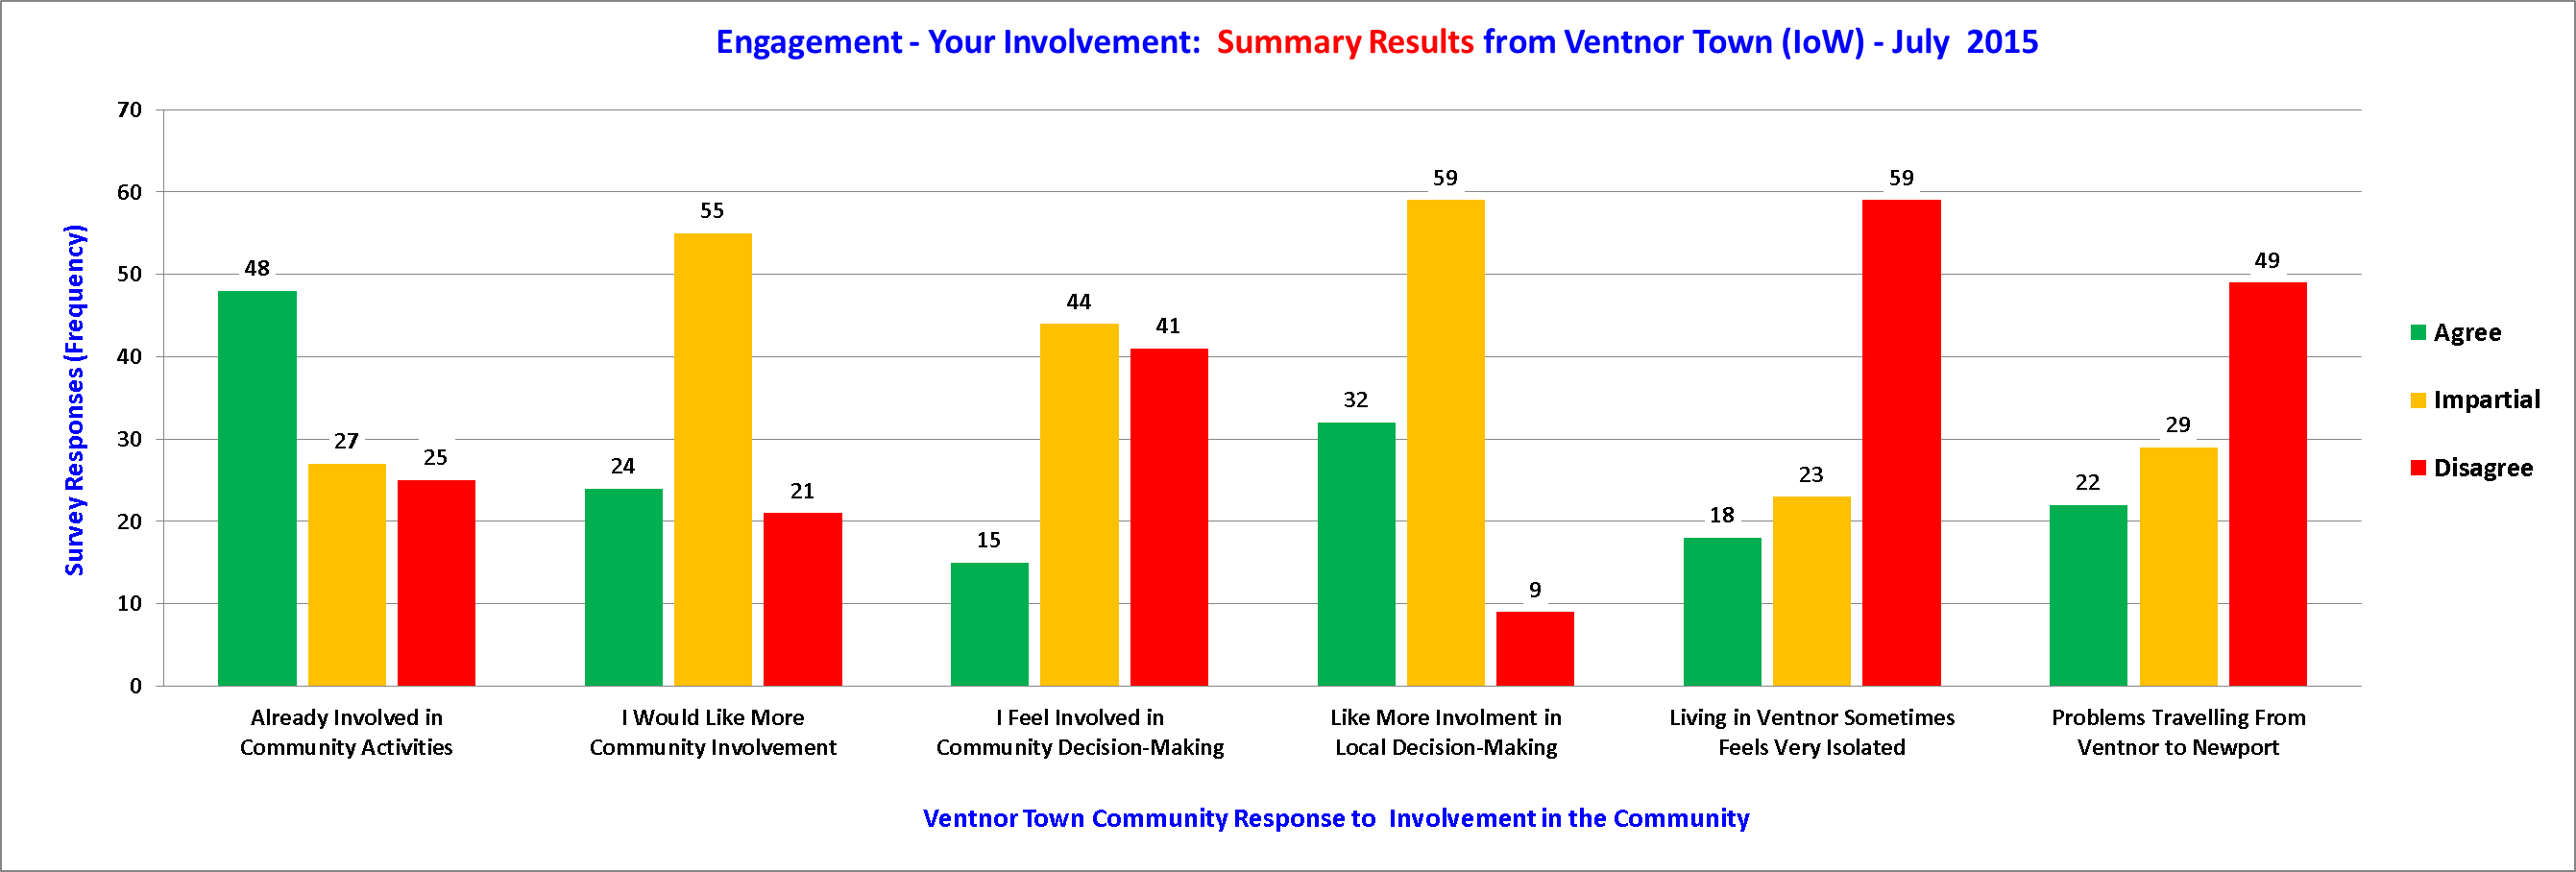 Engagement - Your Involvement:  Summary Results from Ventnor Town (IoW) - July  2015
Survey Responses (Frequency)
70
60
50
40
30
20
10
0
48
27
25
24
55
21
15
44
41
32
59
9
18
23
59
22
29
49
Agree
Impartial
Disagree
Already Involved in
Community Activities
I Would Like More
Community Involvement
I Feel Involved in
Community Decision-Making
Like More Involment in
Local Decision-Making
Living in Ventnor Sometimes
Feels Very Isolated
Problems Travelling From
Ventnor to Newport
Ventnor Town Community Response to  Involvement in the Community